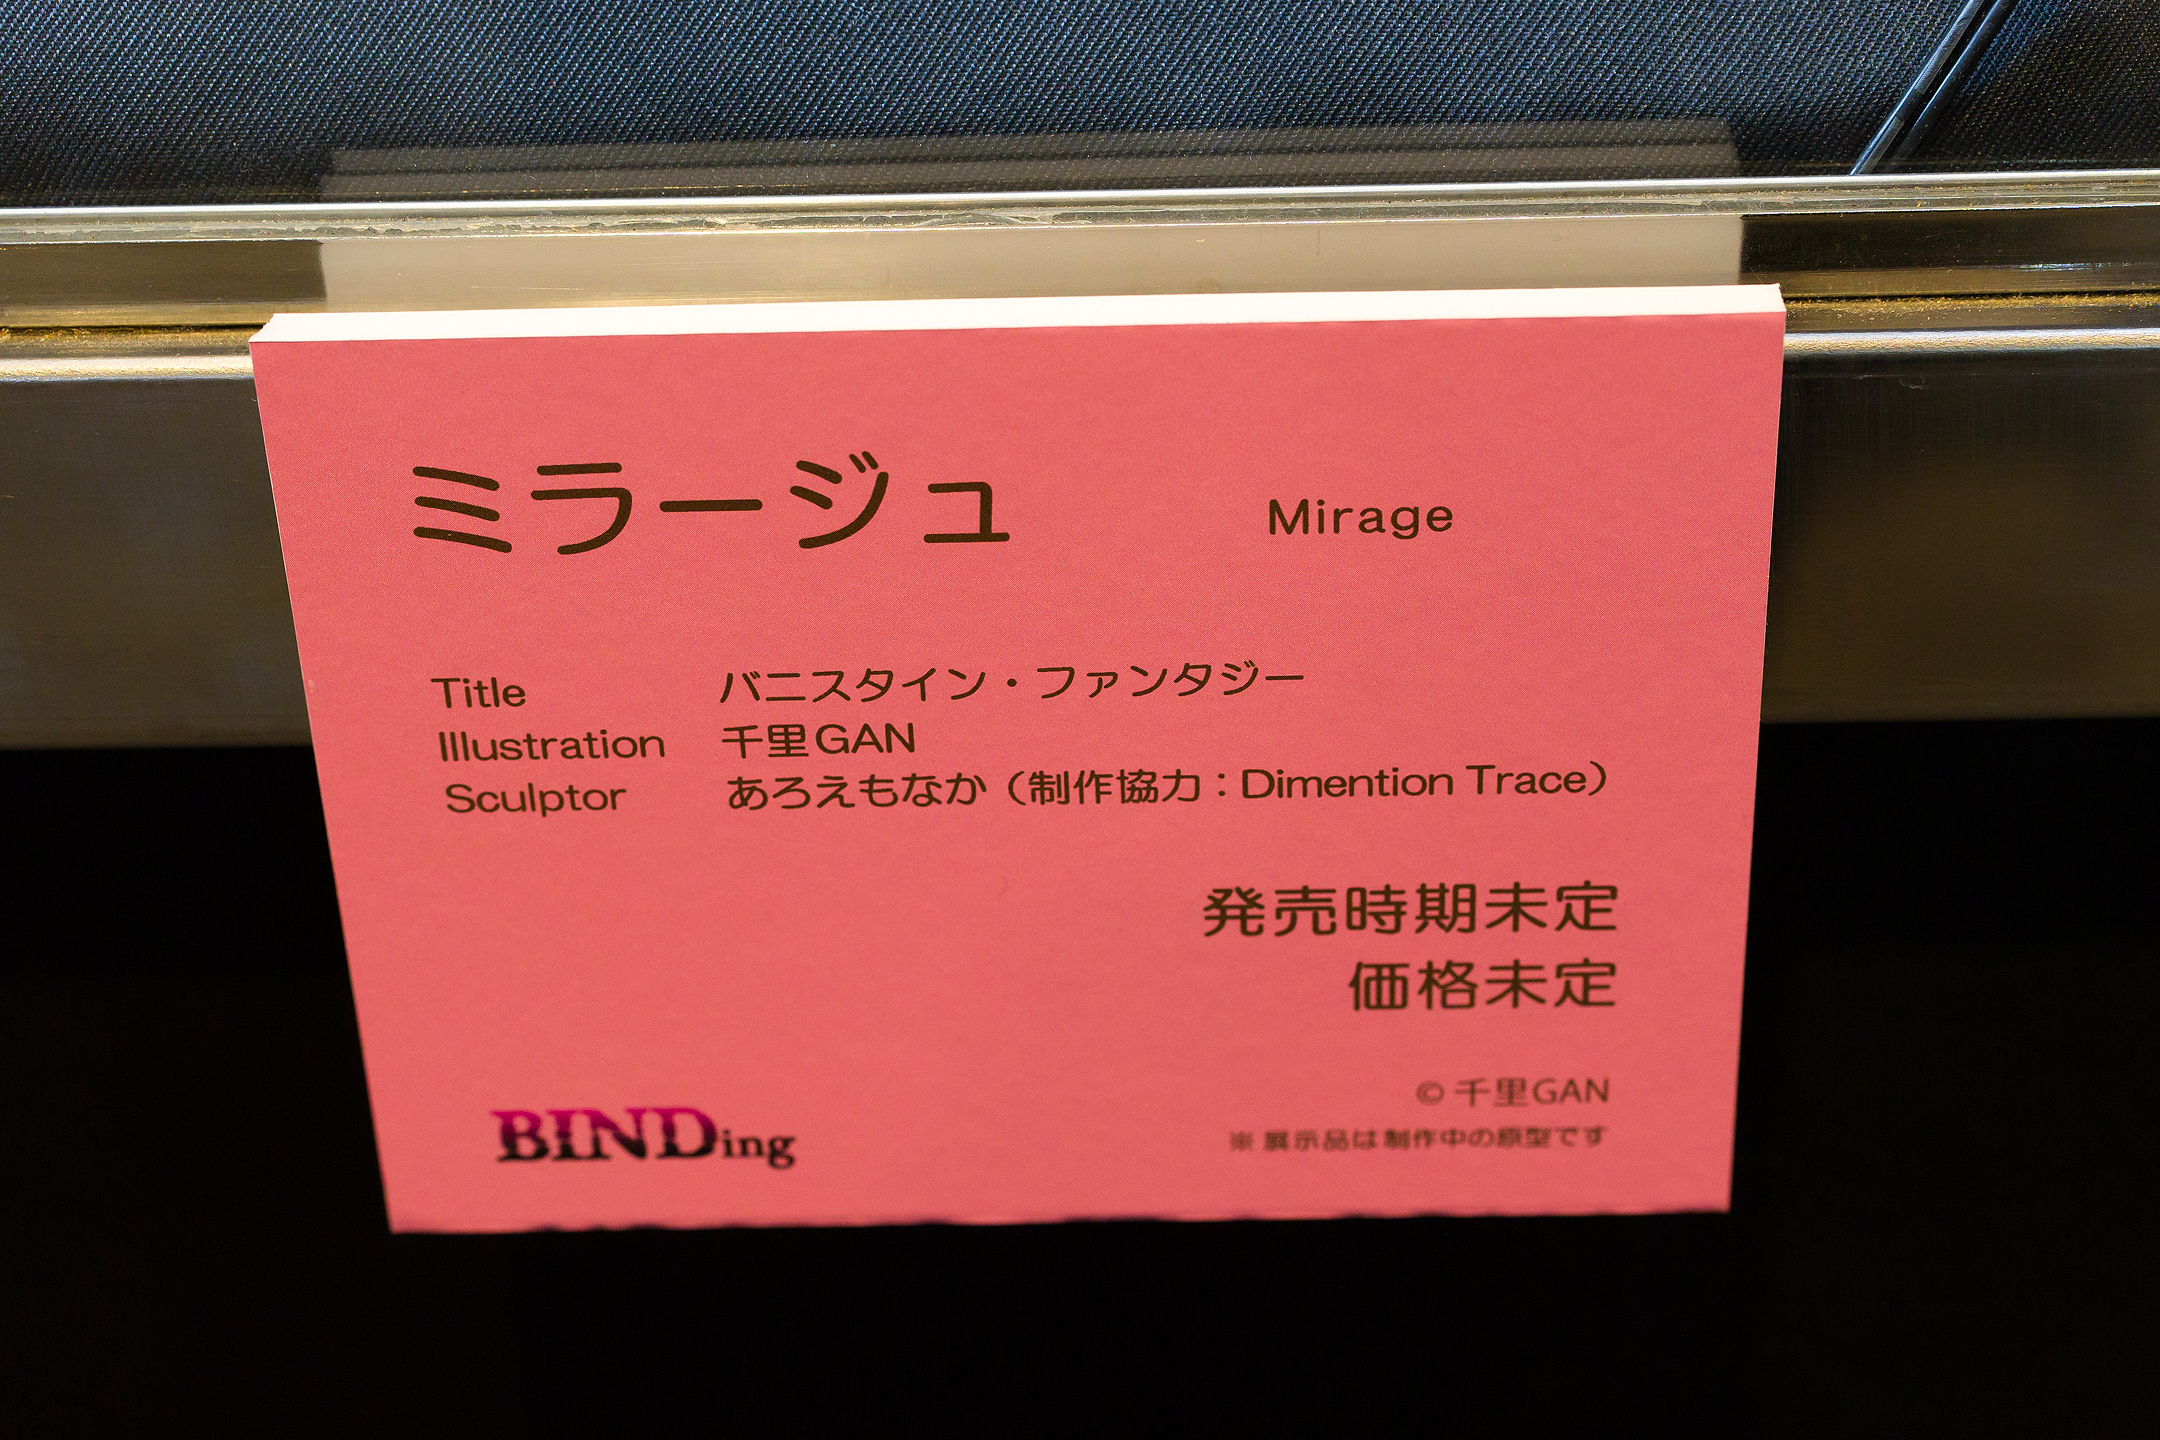 ミラージュ Mirage
Title バニスタイン・ファンタジー
Illustration 千里GAN
Sculptor あろえもなか（制作協力：Dimention Trace）
発売時期未定
価格未定
© 千里GAN
※ 展示品は制作中の原型です
BINDing